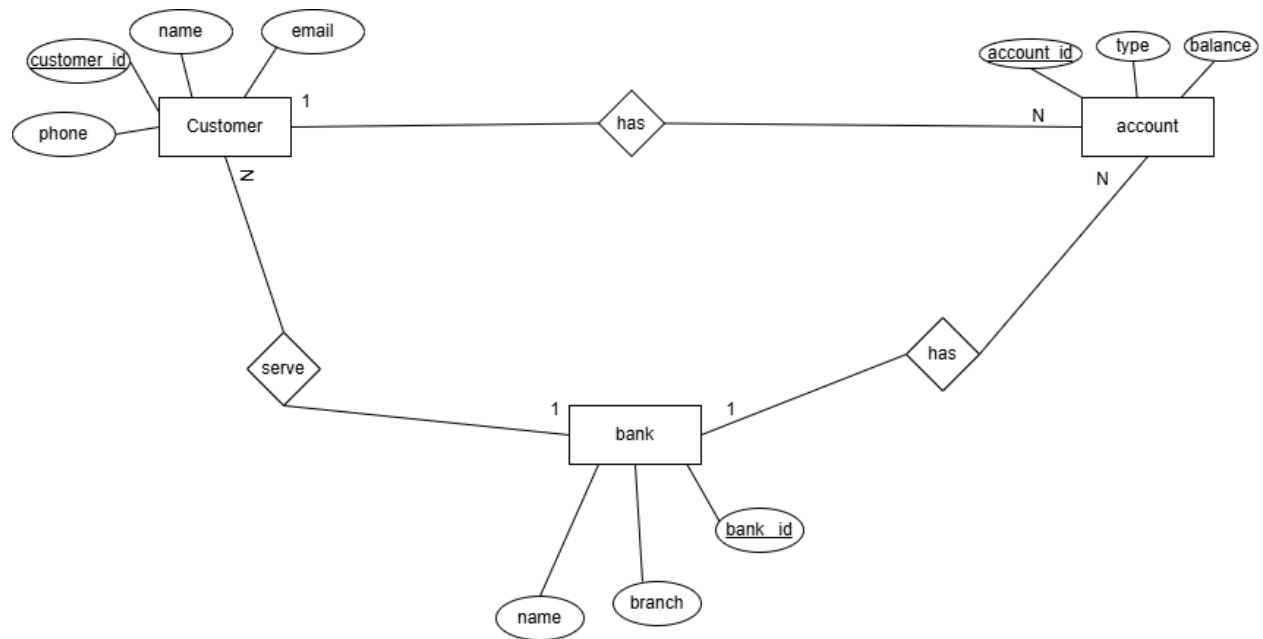 name
email
customer_id
phone
Customer
1
has
N
account_id
type
balance
account
N
N
serve
has
1
bank
1
bank_id
name
branch